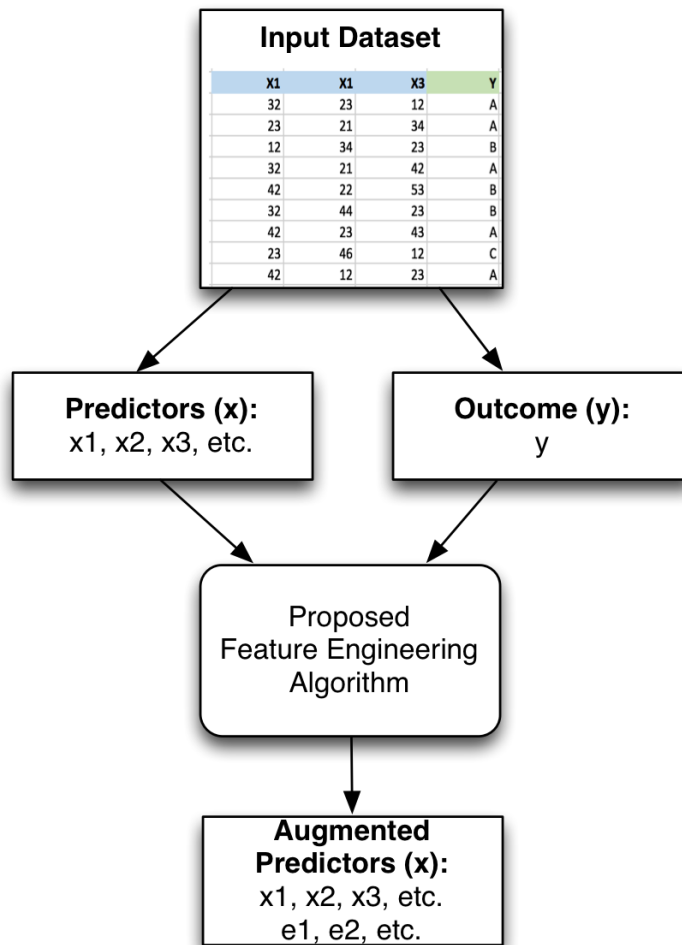 Input Dataset
X1 X1 X3 Y
32 23 12 A
23 21 34 A
12 34 23 B
32 21 42 A
42 22 53 B
32 44 23 B
42 23 43 A
23 46 12 C
42 12 23 A
Predictors (x):
x1, x2, x3, etc.
Outcome (y):
y
Proposed
Feature Engineering
Algorithm
Augmented
Predictors (x):
x1, x2, x3, etc.
e1, e2, etc.